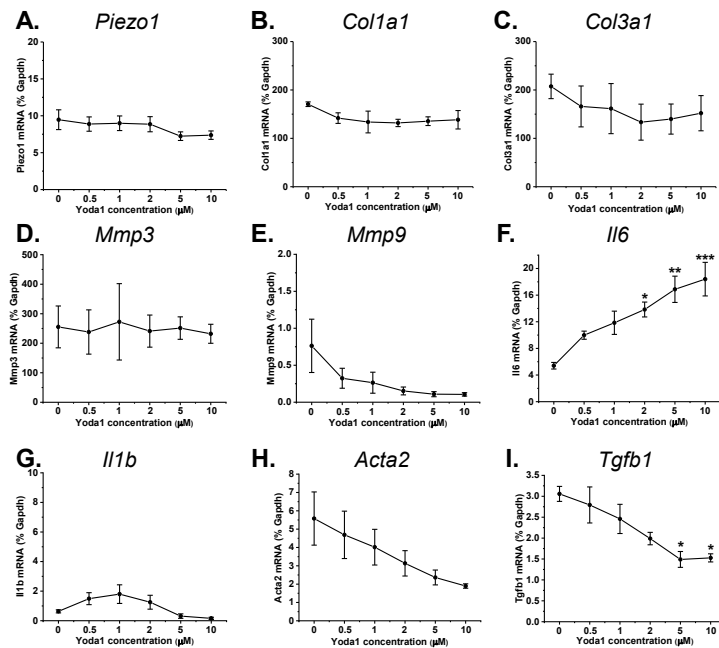 A. Piezo1
Piezo1 mRNA (% Gapdh)
20
15
10
5
0
0 0.5 1 2 5 10
Yoda1 concentration (μM)
B. Col1a1
Col1a1 mRNA (% Gapdh)
300
200
100
0
0 0.5 1 2 5 10
Yoda1 concentration (μM)
C. Col3a1
Col3a1 mRNA (% Gapdh)
300
200
100
0
0 0.5 1 2 5 10
Yoda1 concentration (μM)
D. Mmp3
Mmp3 mRNA (% Gapdh)
500
400
300
200
100
0
0 0.5 1 2 5 10
Yoda1 concentration (μM)
E. Mmp9
Mmp9 mRNA (% Gapdh)
2.0
1.5
1.0
0.5
0.0
0 0.5 1 2 5 10
Yoda1 concentration (μM)
F. Il6
Il6 mRNA (% Gapdh)
20
16
12
8
4
0
* ** ***
0 0.5 1 2 5 10
Yoda1 concentration (μM)
G. Il1b
Il1b mRNA (% Gapdh)
10
8
6
4
2
0
0 0.5 1 2 5 10
Yoda1 concentration (μM)
H. Acta2
Acta2 mRNA (% Gapdh)
8
7
6
5
4
3
2
1
0
0 0.5 1 2 5 10
Yoda1 concentration (μM)
I. Tgfb1
Tgfb1 mRNA (% Gapdh)
3.5
3.0
2.5
2.0
1.5
1.0
0.5
0.0
* *
0 0.5 1 2 5 10
Yoda1 concentration (μM)